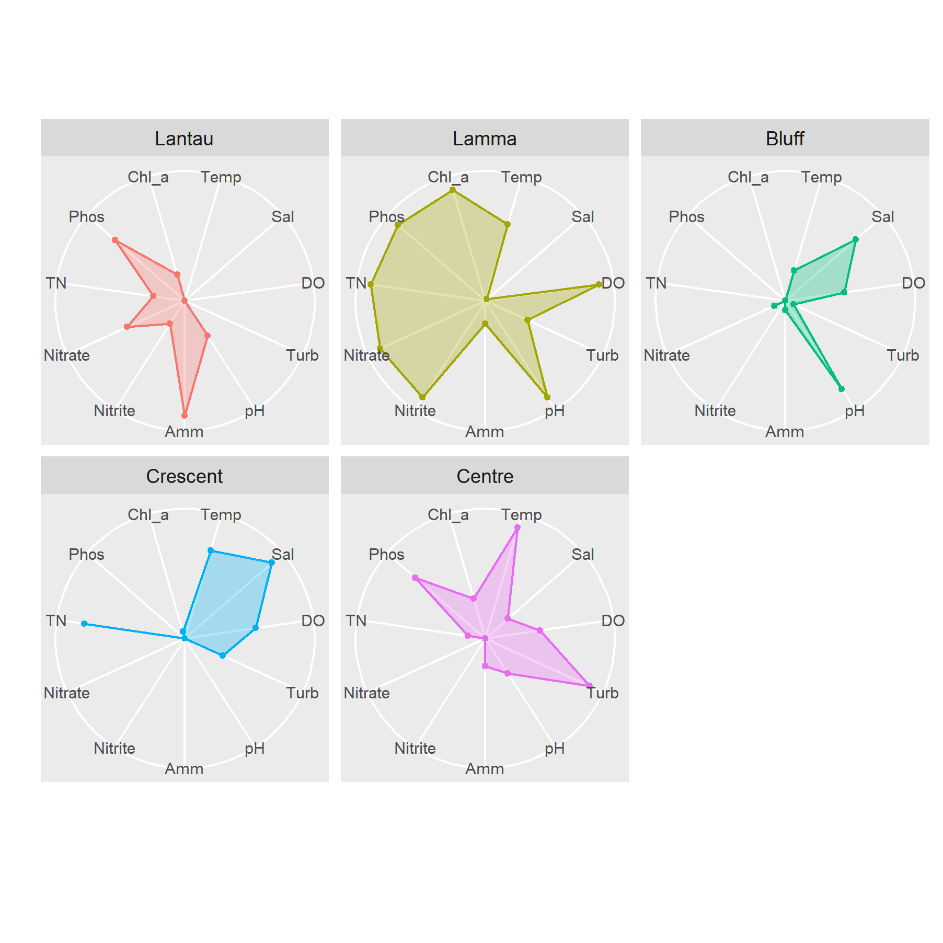 Lantau
Chl_a Temp
Phos Sal
TN DO
Nitrate Turb
Nitrite pH
Amm
Lamma
Chl_a Temp
Phos Sal
TN DO
Nitrate Turb
Nitrite pH
Amm
Bluff
Chl_a Temp
Phos Sal
TN DO
Nitrate Turb
Nitrite pH
Amm
Crescent
Chl_a Temp
Phos Sal
TN DO
Nitrate Turb
Nitrite pH
Amm
Centre
Chl_a Temp
Phos Sal
TN DO
Nitrate Turb
Nitrite pH
Amm